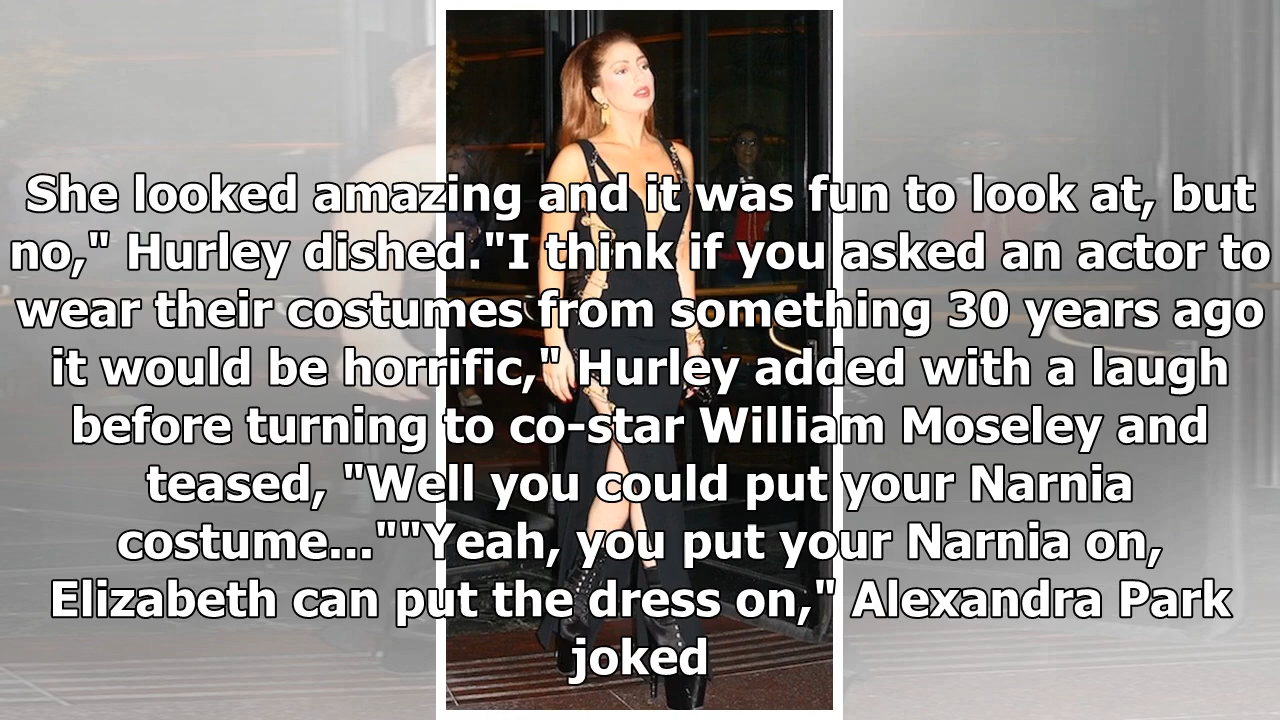 She looked amazing and it was fun to look at, but
no," Hurley dished."I think if you asked an actor to
wear their costumes from something 30 years ago
it would be horrific," Hurley added with a laugh
before turning to co-star William Moseley and
teased, "Well you could put your Narnia
costume...""Yeah, you put your Narnia on,
Elizabeth can put the dress on," Alexandra Park
joked